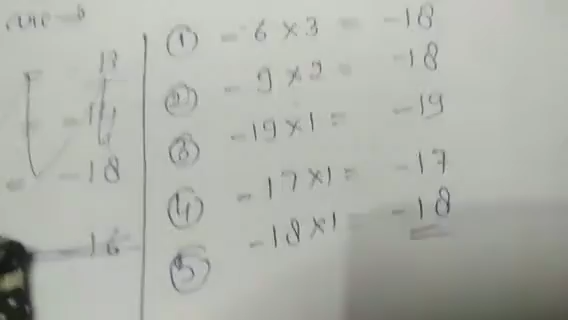 ① - 6 × 3 = -18
② - 9 × 2 = -18
③ -19 × 1 = -19
④ -17 × 1 = -17
⑤ -18 × 1 = -18
= -18
-16